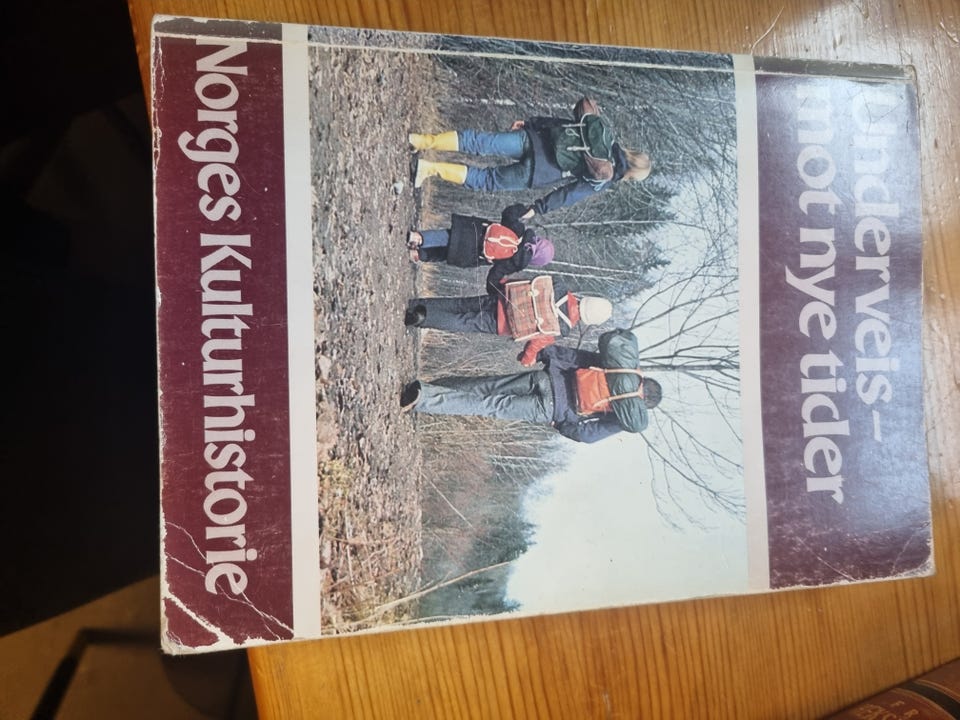 Underveis–
mot nye tider
Norges Kulturhistorie